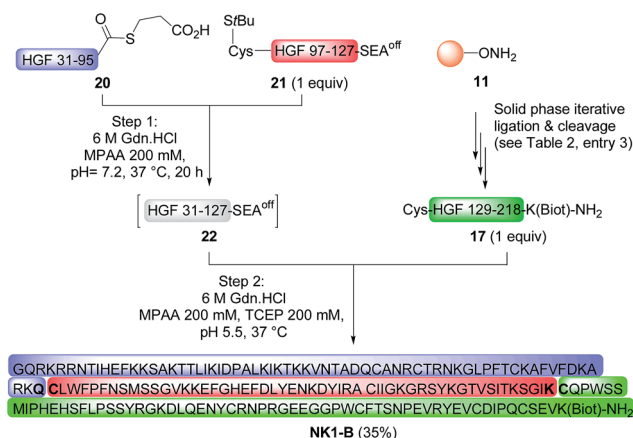 O
S
CO₂H
HGF 31-95
20
StBu
Cys
HGF 97-127-SEAoff
21 (1 equiv)
ONH₂
11
Step 1:
6 M Gdn.HCl
MPAA 200 mM,
pH= 7.2, 37 °C, 20 h
Solid phase iterative
ligation & cleavage
(see Table 2, entry 3)
HGF 31-127-SEAoff
22
Cys-HGF 129-218-K(Biot)-NH₂
17 (1 equiv)
Step 2:
6 M Gdn.HCl
MPAA 200 mM, TCEP 200 mM,
pH 5.5, 37 °C
GQRKRRNTIHEFKKSAKTTLIKIDPALKIKTKKVNTADQCANRCTRNKGLPFTCKAFVFDKA
RKQ CLWFPFNSMSSGVKKEFGHEFDLYENKDYIRA CIIGKGRSYKGTVSITKSGIK CQPWSS
MIPHEHSFLPSSYRGKDLQENYCRNPRGEEGGPWCFTSNPEVRYEVCDIPQCSEVK(Biot)-NH₂
NK1-B (35%)